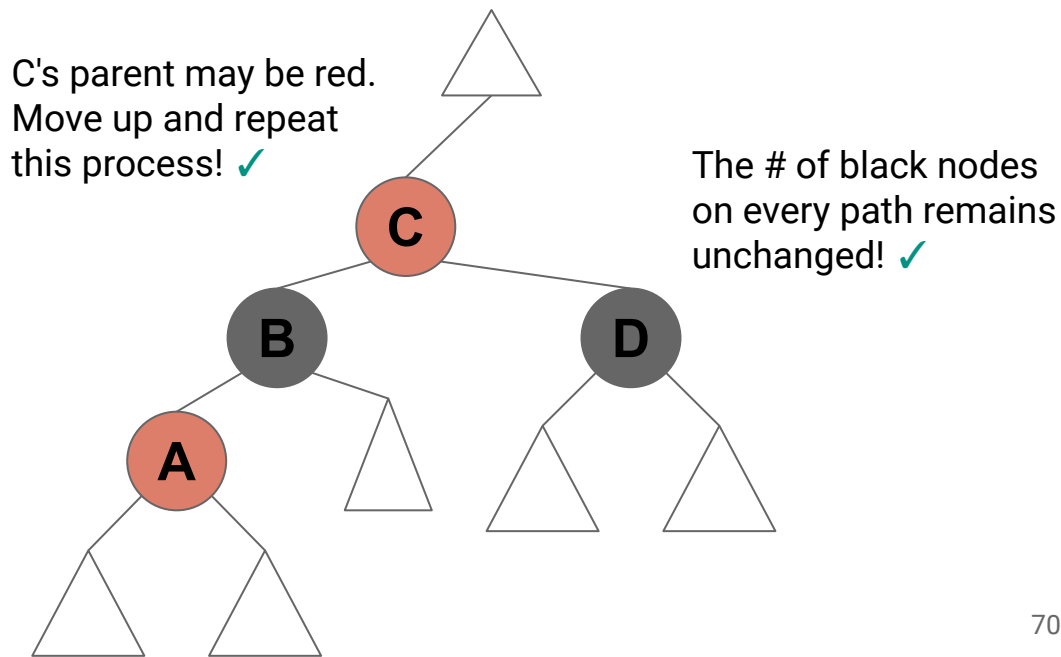 C's parent may be red.
Move up and repeat
this process! ✓
The # of black nodes
on every path remains
unchanged! ✓
C
B
D
A
70